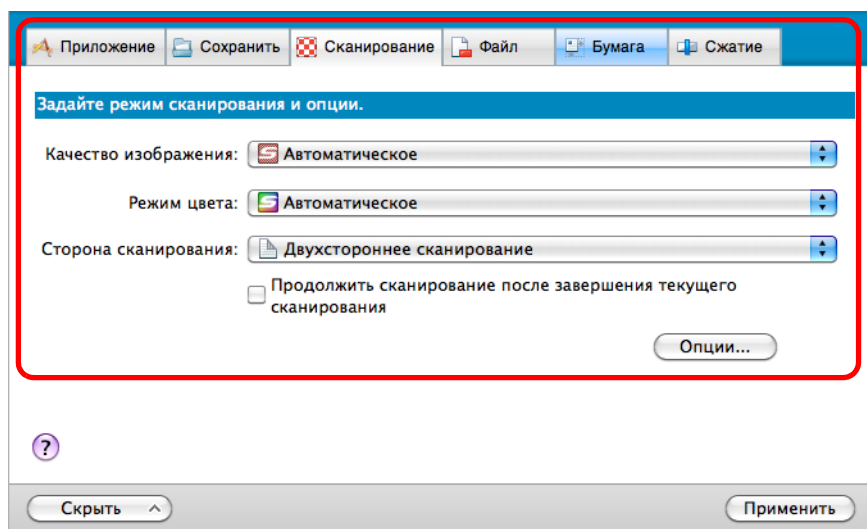 Приложение Сохранить Сканирование Файл Бумага Сжатие
Задайте режим сканирования и опции.
Качество изображения: Автоматическое
Режим цвета: Автоматическое
Сторона сканирования: Двухстороннее сканирование
Продолжить сканирование после завершения текущего
сканирования
Опции...
?
Скрыть Применить